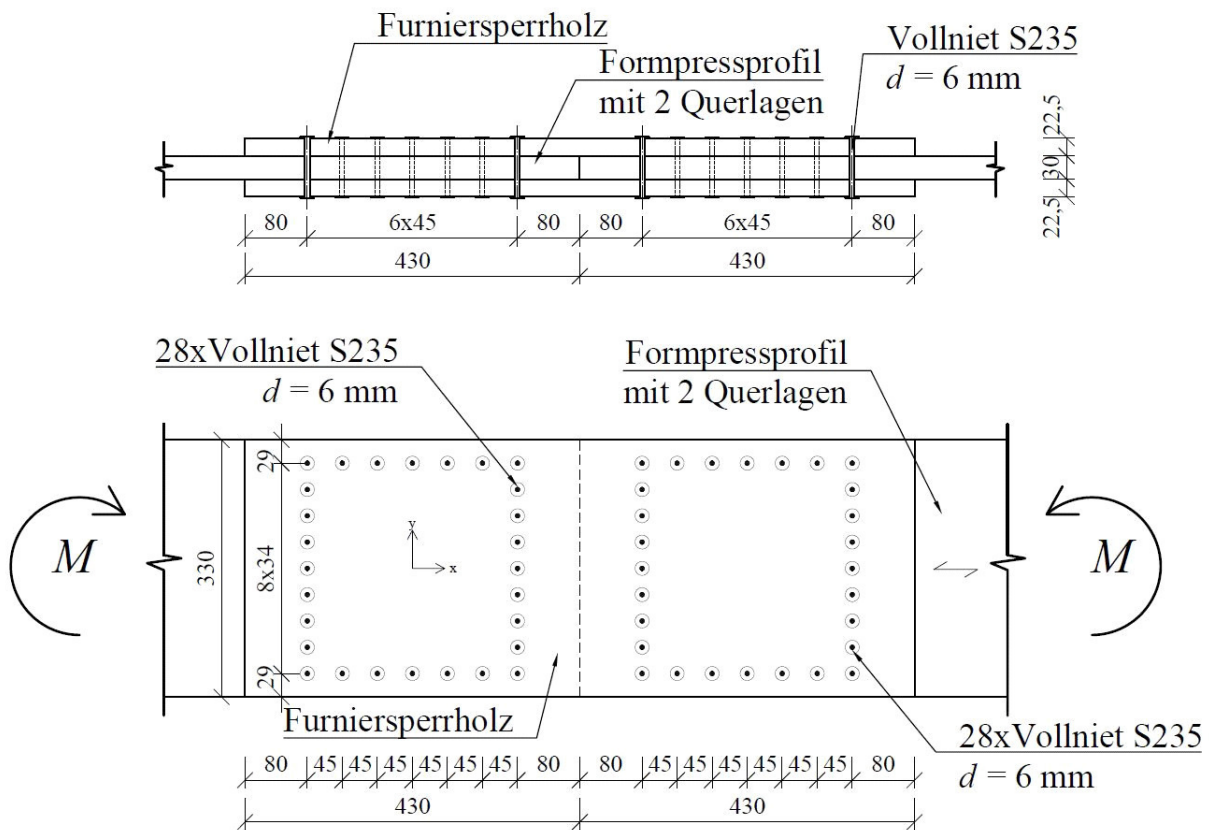 Furniersperrholz
Formpressprofil
mit 2 Querlagen
Vollniet S235
d = 6 mm
22,5
30
22,5
80
6x45
80
80
6x45
80
430
430
28xVollniet S235
d = 6 mm
Formpressprofil
mit 2 Querlagen
M
330
29
8x34
29
y
x
M
Furniersperrholz
28xVollniet S235
d = 6 mm
80
45
45
45
45
45
45
80
80
45
45
45
45
45
45
80
430
430